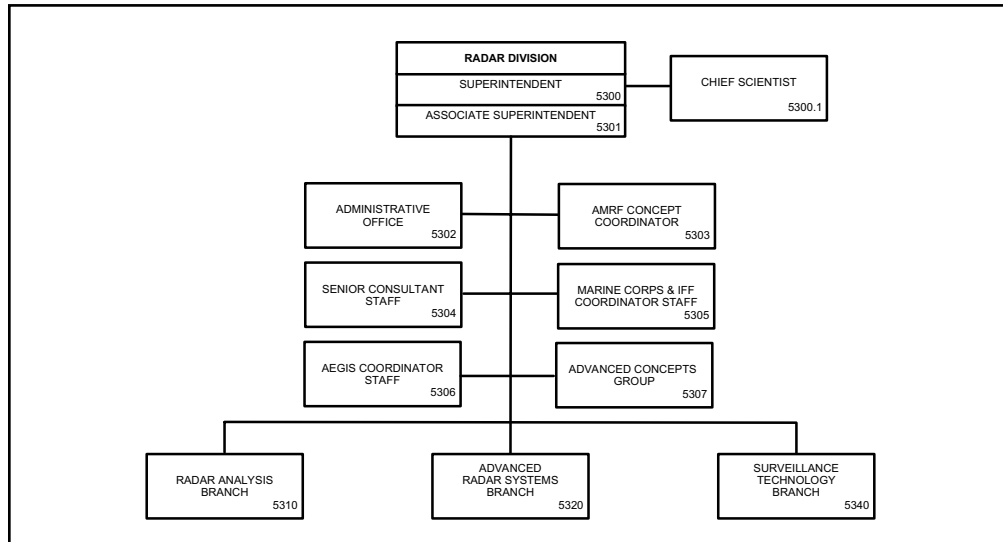 RADAR DIVISION
SUPERINTENDENT
5300
ASSOCIATE SUPERINTENDENT
5301
CHIEF SCIENTIST
5300.1
ADMINISTRATIVE
OFFICE
5302
AMRF CONCEPT
COORDINATOR
5303
SENIOR CONSULTANT
STAFF
5304
MARINE CORPS & IFF
COORDINATOR STAFF
5305
AEGIS COORDINATOR
STAFF
5306
ADVANCED CONCEPTS
GROUP
5307
RADAR ANALYSIS
BRANCH
5310
ADVANCED
RADAR SYSTEMS
BRANCH
5320
SURVEILLANCE
TECHNOLOGY
BRANCH
5340